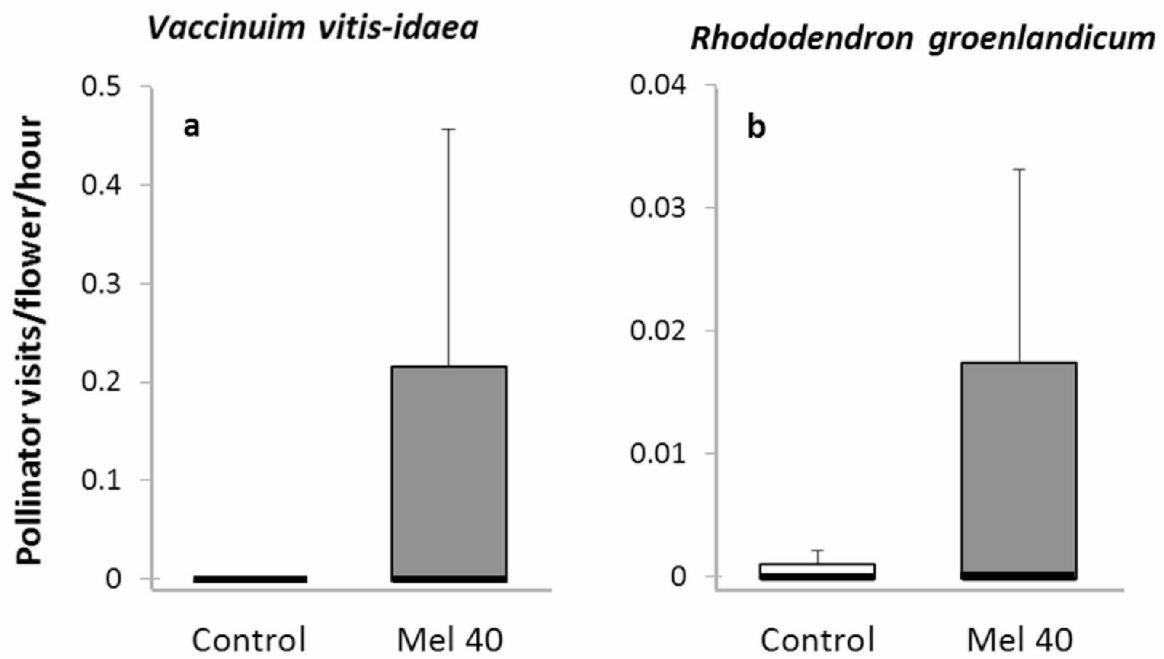 Vaccinuim vitis-idaea
Rhododendron groenlandicum
Pollinator visits/flower/hour
0.5
0.4
0.3
0.2
0.1
0
a
Control
Mel 40
0.04
0.03
0.02
0.01
0
b
Control
Mel 40